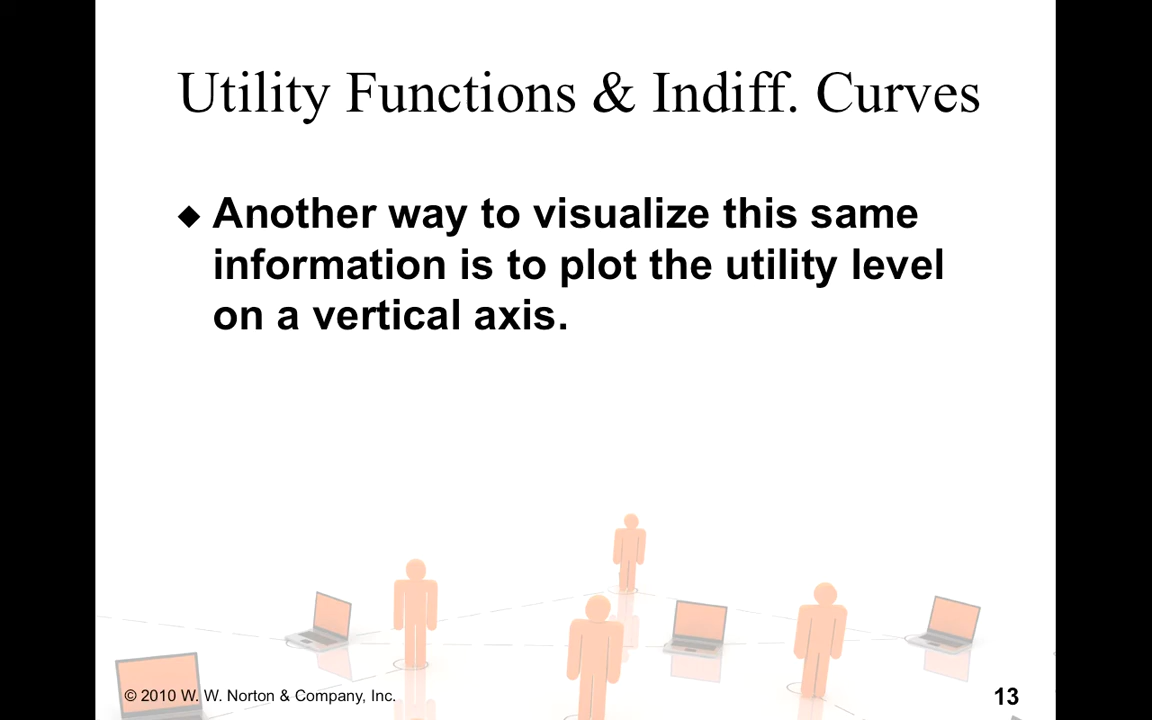 Utility Functions & Indiff. Curves
◆ Another way to visualize this same
information is to plot the utility level
on a vertical axis.
© 2010 W. W. Norton & Company, Inc.
13